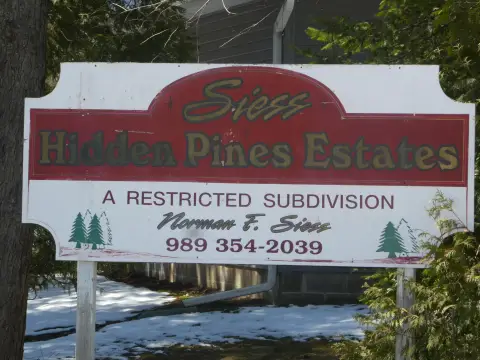 Siess
Hidden Pines Estates
A RESTRICTED SUBDIVISION
Norman F. Siess
989 354-2039